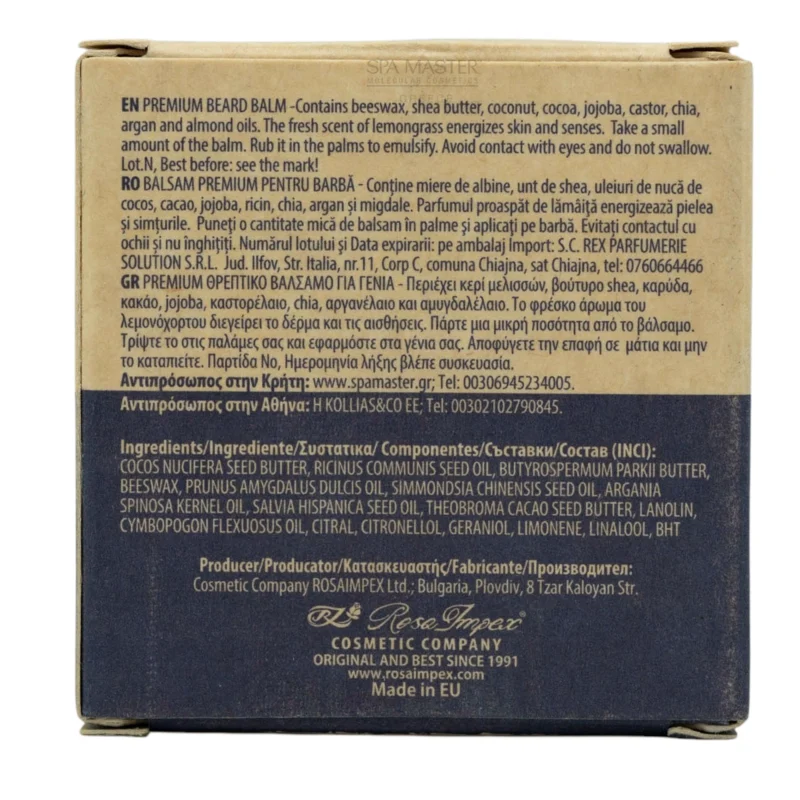 SPA MASTER
MOLECULAR COSMETICS
EN PREMIUM BEARD BALM -Contains beeswax, shea butter, coconut, cocoa, jojoba, castor, chia,
argan and almond oils. The fresh scent of lemongrass energizes skin and senses. Take a small
amount of the balm. Rub it in the palms to emulsify. Avoid contact with eyes and do not swallow.
Lot.N, Best before: see the mark!
RO BALSAM PREMIUM PENTRU BARBĂ - Conține miere de albine, unt de shea, uleiuri de nucă de
cocos, cacao, jojoba, ricin, chia, argan și migdale. Parfumul proaspăt de lămâiță energizează pielea
și simțurile. Puneți o cantitate mică de balsam în palme și aplicați pe barbă. Evitați contactul cu
ochii și nu înghițiți. Numărul lotului și Data expirarii: pe ambalaj Import: S.C. REX PARFUMERIE
SOLUTION S.R.L. Jud. Ilfov, Str. Italia, nr.11, Corp C, comuna Chiajna, sat Chiajna, tel: 0760664466
GR PREMIUM ΘΡΕΠΤΙΚΟ ΒΑΛΣΑΜΟ ΓΙΑ ΓΕΝΙΑ - Περιέχει κερί μελισσών, βούτυρο shea, καρύδα,
κακάο, jojoba, καστορέλαιο, chia, αργανέλαιο και αμυγδαλέλαιο. Το φρέσκο άρωμα του
λεμονόχορτου διεγείρει το δέρμα και τις αισθήσεις. Πάρτε μια μικρή ποσότητα από το βάλσαμο.
Τρίψτε το στις παλάμες σας και εφαρμόστε στα γένια σας. Αποφύγετε την επαφή σε μάτια και μην
το καταπιείτε. Παρτίδα Νο, Ημερομηνία λήξης βλέπε συσκευασία.
Αντιπρόσωπος στην Κρήτη: www.spamaster.gr; Tel: 00306945234005.
Αντιπρόσωπος στην Αθήνα: H KOLLIAS&CO EE; Tel: 00302102790845.
Ingredients/Ingrediente/Συστατικα/ Componentes/Съставки/Состав (INCI):
COCOS NUCIFERA SEED BUTTER, RICINUS COMMUNIS SEED OIL, BUTYROSPERMUM PARKII BUTTER,
BEESWAX, PRUNUS AMYGDALUS DULCIS OIL, SIMMONDSIA CHINENSIS SEED OIL, ARGANIA
SPINOSA KERNEL OIL, SALVIA HISPANICA SEED OIL, THEOBROMA CACAO SEED BUTTER, LANOLIN,
CYMBOPOGON FLEXUOSUS OIL, CITRAL, CITRONELLOL, GERANIOL, LIMONENE, LINALOOL, BHT
Producer/Producator/Κατασκευαστής/Fabricante/Производител:
Cosmetic Company ROSAIMPEX Ltd.; Bulgaria, Plovdiv, 8 Tzar Kaloyan Str.
Rosa Impex®
COSMETIC COMPANY
ORIGINAL AND BEST SINCE 1991
www.rosaimpex.com
Made in EU